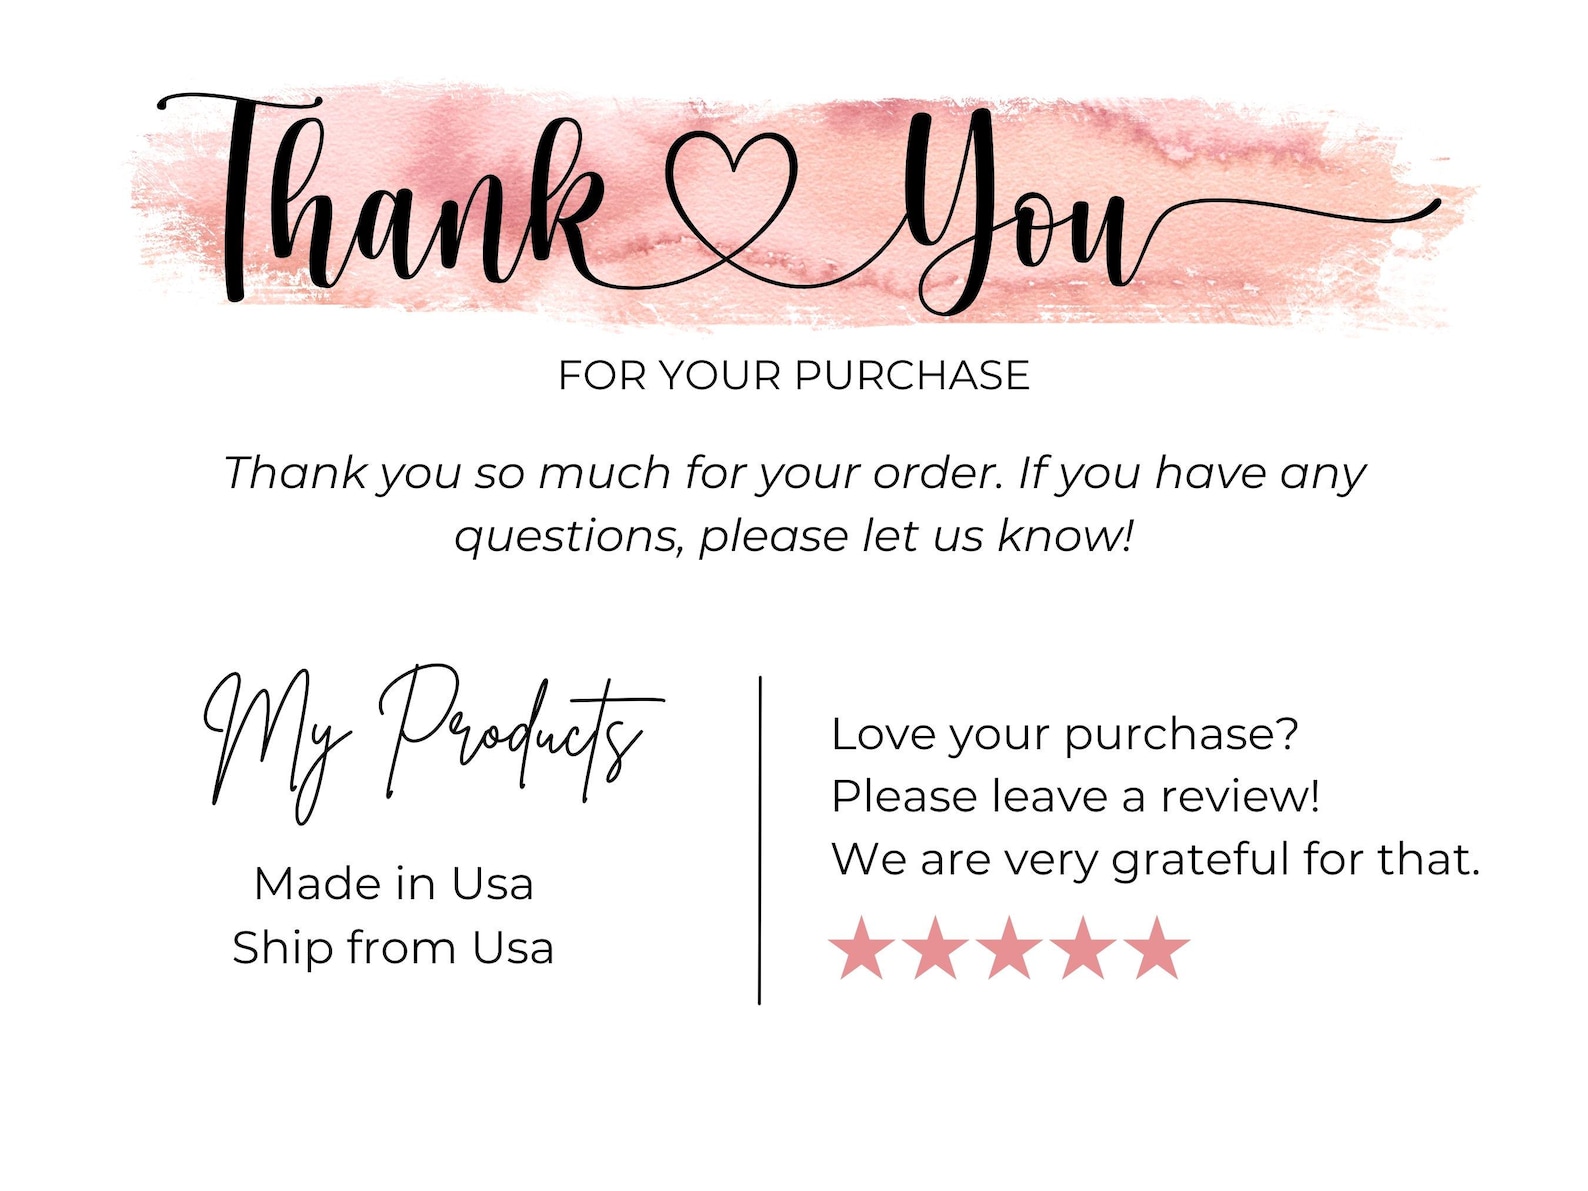 Thank You
FOR YOUR PURCHASE
Thank you so much for your order. If you have any
questions, please let us know!
My Products
Made in Usa
Ship from Usa
Love your purchase?
Please leave a review!
We are very grateful for that.